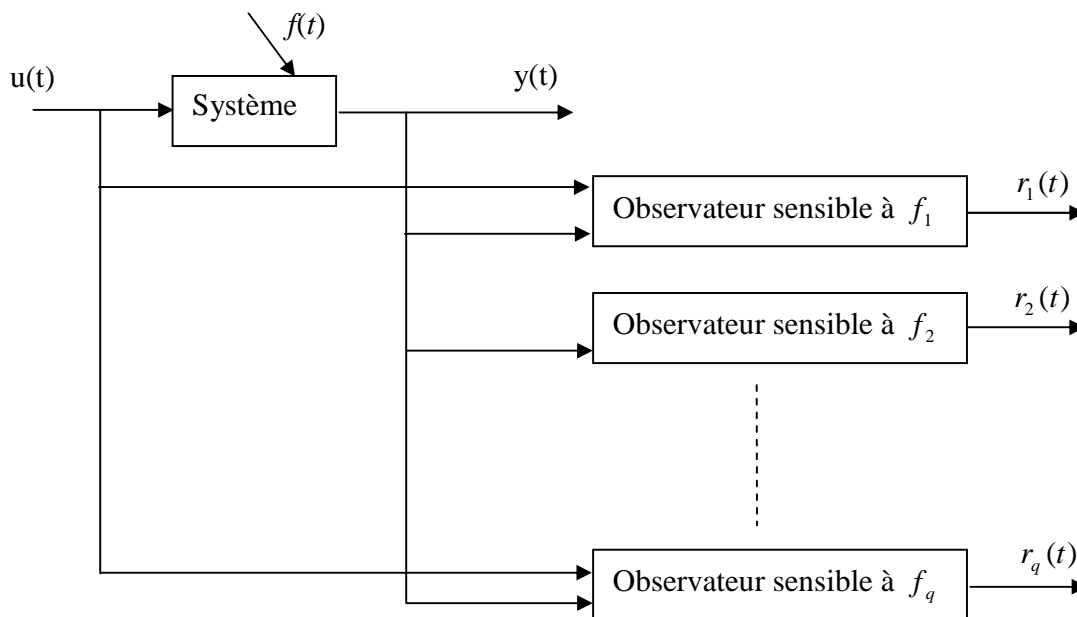 f(t)
u(t)
Système
y(t)
Observateur sensible à f₁
r₁(t)
Observateur sensible à f₂
r₂(t)
Observateur sensible à f_q
r_q(t)